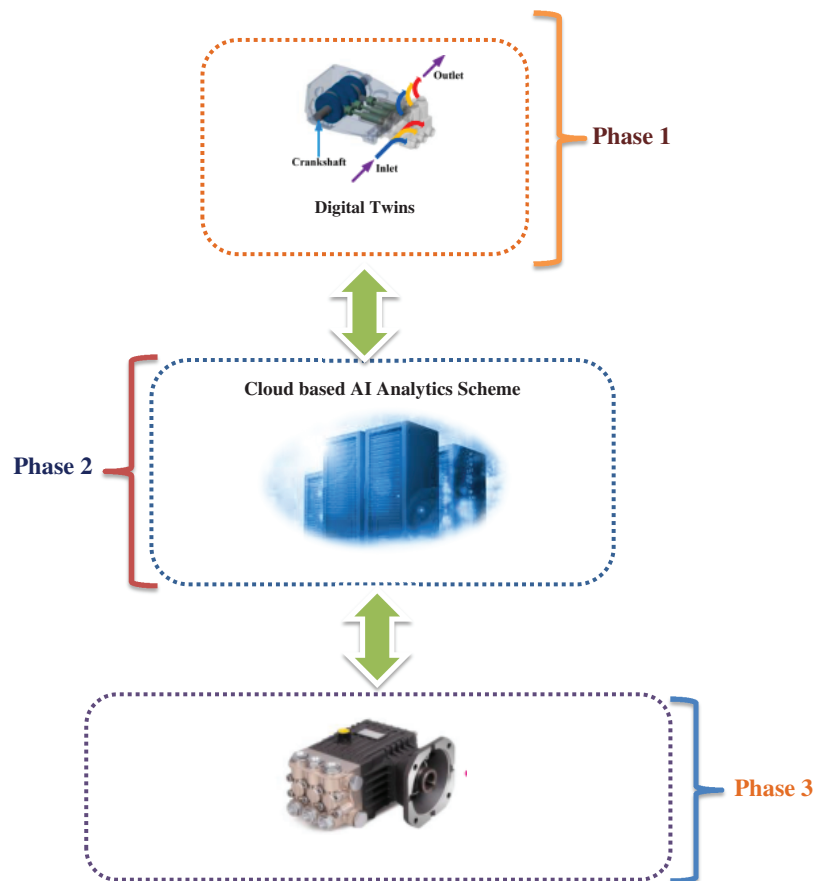 Outlet
Phase 1
Crankshaft
Inlet
Digital Twins
Cloud based AI Analytics Scheme
Phase 2
Phase 3